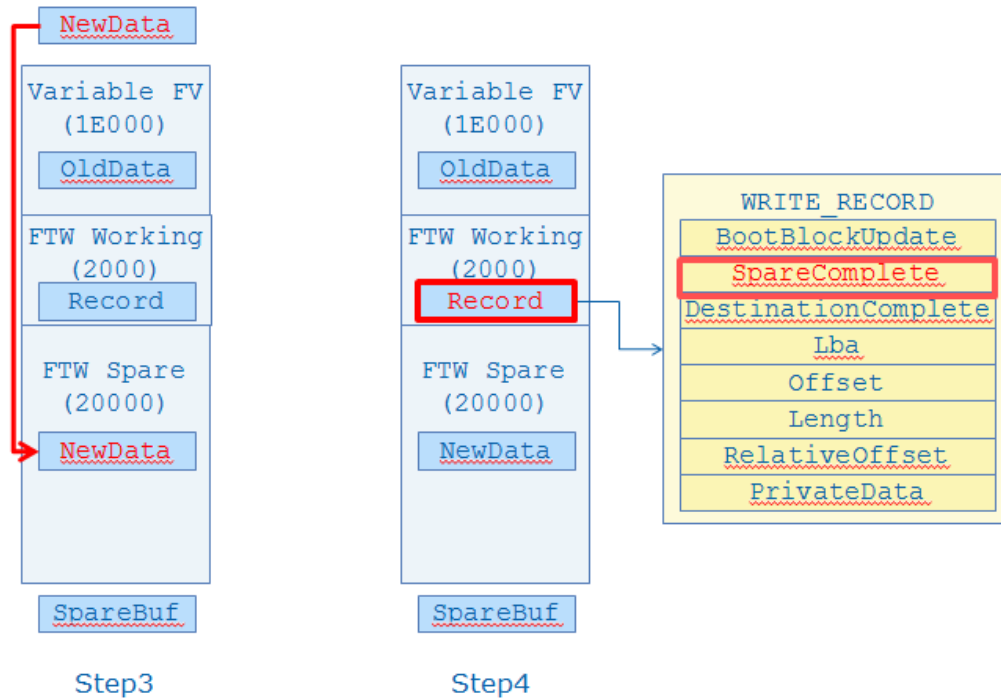 NewData
Variable FV
(1E000)
OldData
FTW Working
(2000)
Record
FTW Spare
(20000)
NewData
SpareBuf
Step3
Variable FV
(1E000)
OldData
FTW Working
(2000)
Record
FTW Spare
(20000)
NewData
SpareBuf
Step4
WRITE_RECORD
BootBlockUpdate
SpareComplete
DestinationComplete
Lba
Offset
Length
RelativeOffset
PrivateData